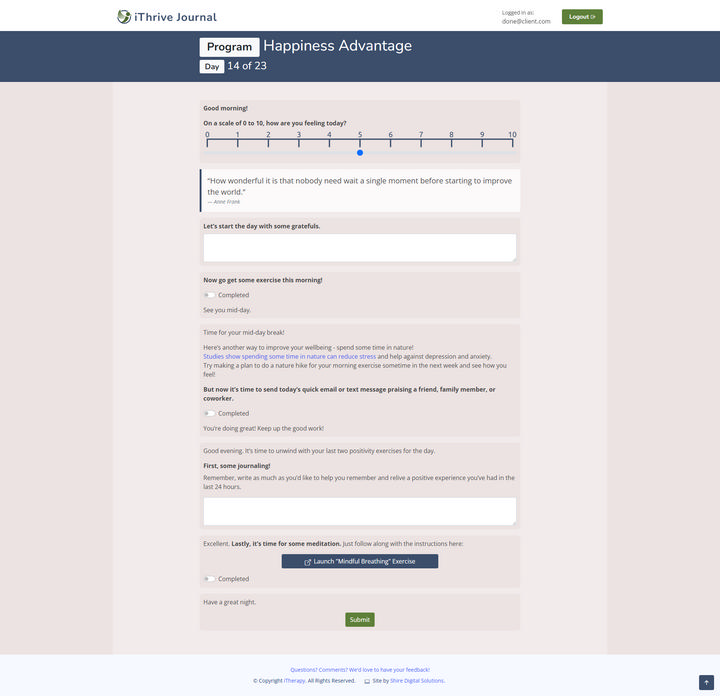 iThrive Journal
Logged in as:
done@client.com
Logout
Program Happiness Advantage
Day 14 of 23
Good morning!
On a scale of 0 to 10, how are you feeling today?
0 1 2 3 4 5 6 7 8 9 10
“How wonderful it is that nobody need wait a single moment before starting to improve
the world.”
— Anne Frank
Let's start the day with some gratefuls.
Now go get some exercise this morning!
Completed
See you mid-day.
Time for your mid-day break!
Here's another way to improve your wellbeing - spend some time in nature!
Studies show spending some time in nature can reduce stress and help against depression and anxiety.
Try making a plan to do a nature hike for your morning exercise sometime in the next week and see how you
feel!
But now it's time to send today's quick email or text message praising a friend, family member, or
coworker.
Completed
You're doing great! Keep up the good work!
Good evening. It's time to unwind with your last two positivity exercises for the day.
First, some journaling!
Remember, write as much as you'd like to help you remember and relive a positive experience you've had in the
last 24 hours.
Excellent. Lastly, it's time for some meditation. Just follow along with the instructions here:
Launch "Mindful Breathing" Exercise
Completed
Have a great night.
Submit
Questions? Comments? We'd love to have your feedback!
© Copyright iTherapy. All Rights Reserved. Site by Shire Digital Solutions.